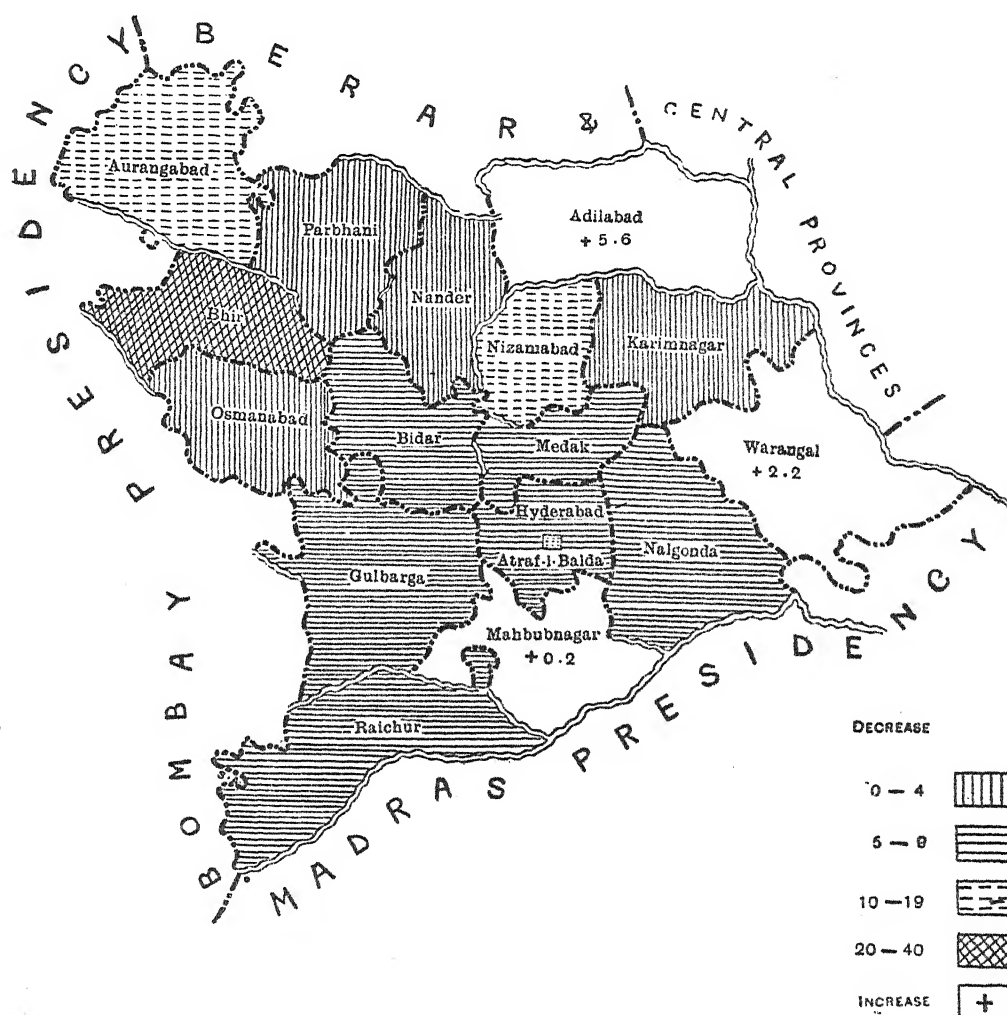 BERAR & CENTRAL PROVINCES
BOMBAY PRESIDENCY
Aurangabad
Parbhani
Adilabad
+ 5.6
Nander
Bhir
Nizamabad
Karimnagar
Osmanabad
Bidar
Medak
Warangal
+ 2.2
Hyderabad
Atraf-i-Balda
Nalgonda
Gulbarga
Mahbubnagar
+ 0.2
Raichur
MADRAS PRESIDENCY
DECREASE
0 — 4
5 — 9
10 — 19
20 — 40
INCREASE +